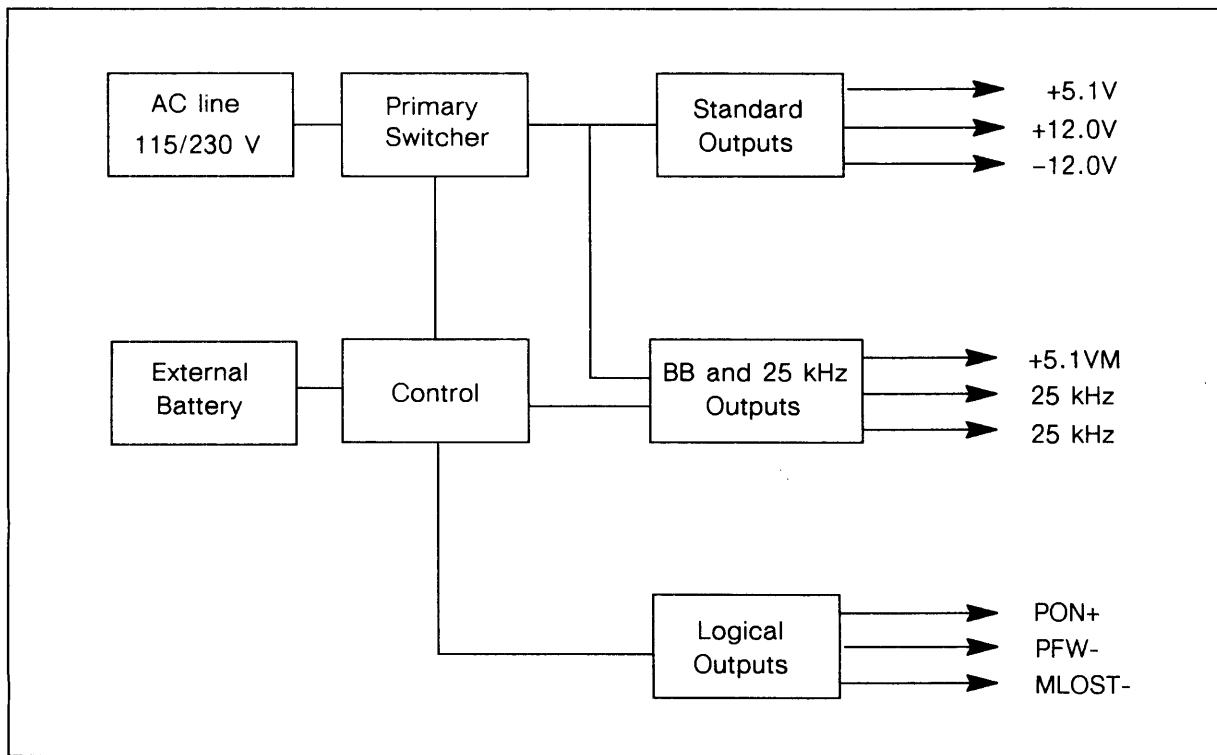 AC line
115/230 V
Primary
Switcher
Standard
Outputs
+5.1V
+12.0V
−12.0V
External
Battery
Control
BB and 25 kHz
Outputs
+5.1VM
25 kHz
25 kHz
Logical
Outputs
PON+
PFW-
MLOST-